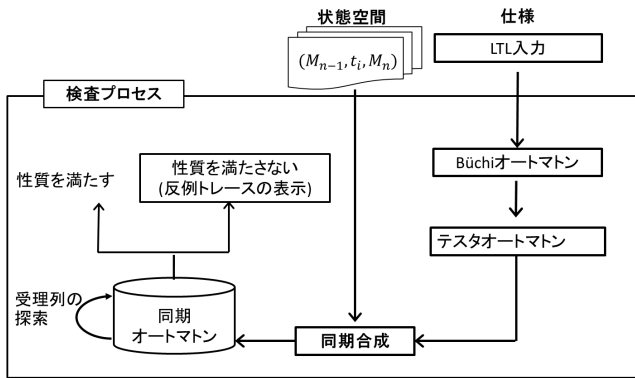 状態空間
仕様
(M_{n-1}, t_i, M_n)
LTL入力
検査プロセス
性質を満たす
性質を満たさない
(反例トレースの表示)
Büchiオートマトン
テスタオートマトン
受理列の
探索
同期
オートマトン
同期合成